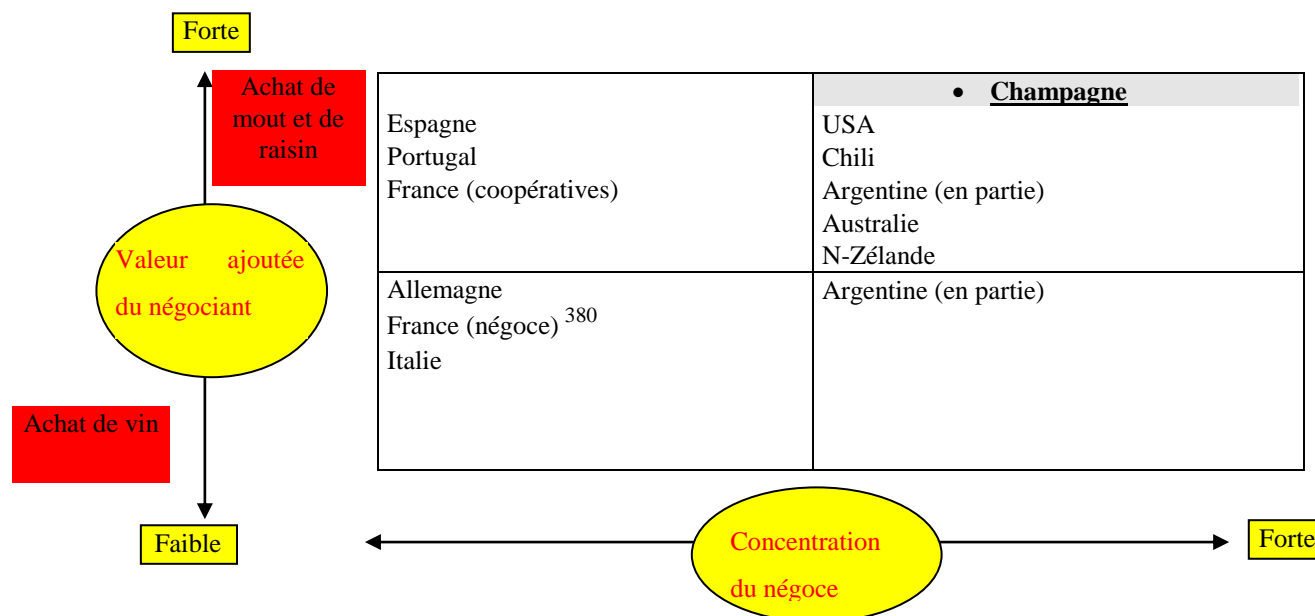 Forte
Achat de
mout et de
raisin
• Champagne
Espagne
Portugal
France (coopératives)
USA
Chili
Argentine (en partie)
Australie
N-Zélande
Valeur ajoutée
du négociant
Allemagne
France (négoce) 380
Italie
Argentine (en partie)
Achat de vin
Faible
Concentration
du négoce
Forte